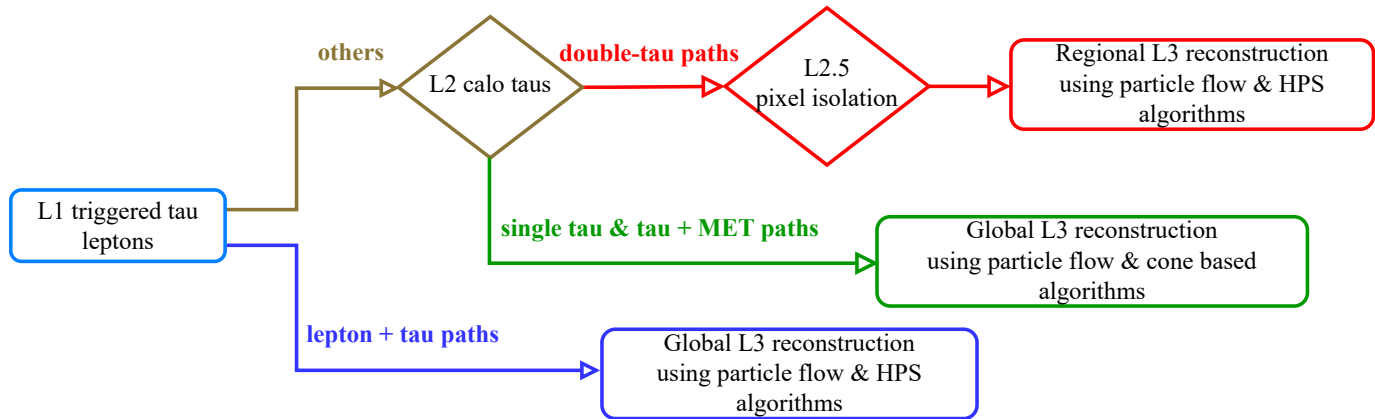 others
L2 calo taus
double-tau paths
L2.5
pixel isolation
Regional L3 reconstruction
using particle flow & HPS
algorithms
L1 triggered tau
leptons
single tau & tau + MET paths
Global L3 reconstruction
using particle flow & cone based
algorithms
lepton + tau paths
Global L3 reconstruction
using particle flow & HPS
algorithms